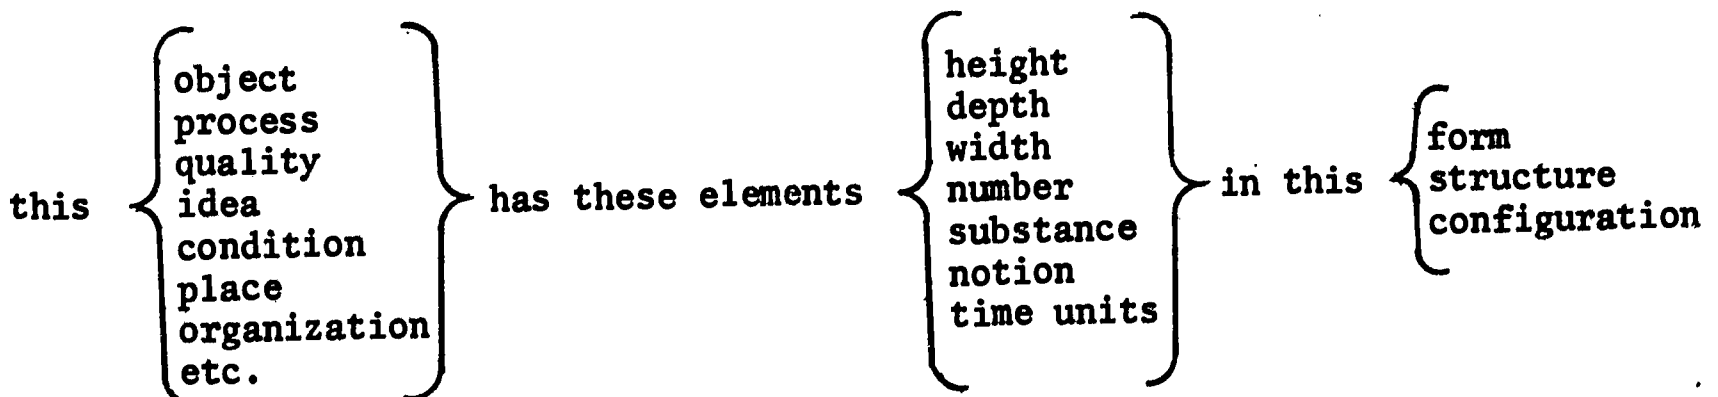 this
object
process
quality
idea
condition
place
organization
etc.
has these elements
height
depth
width
number
substance
notion
time units
in this
form
structure
configuration